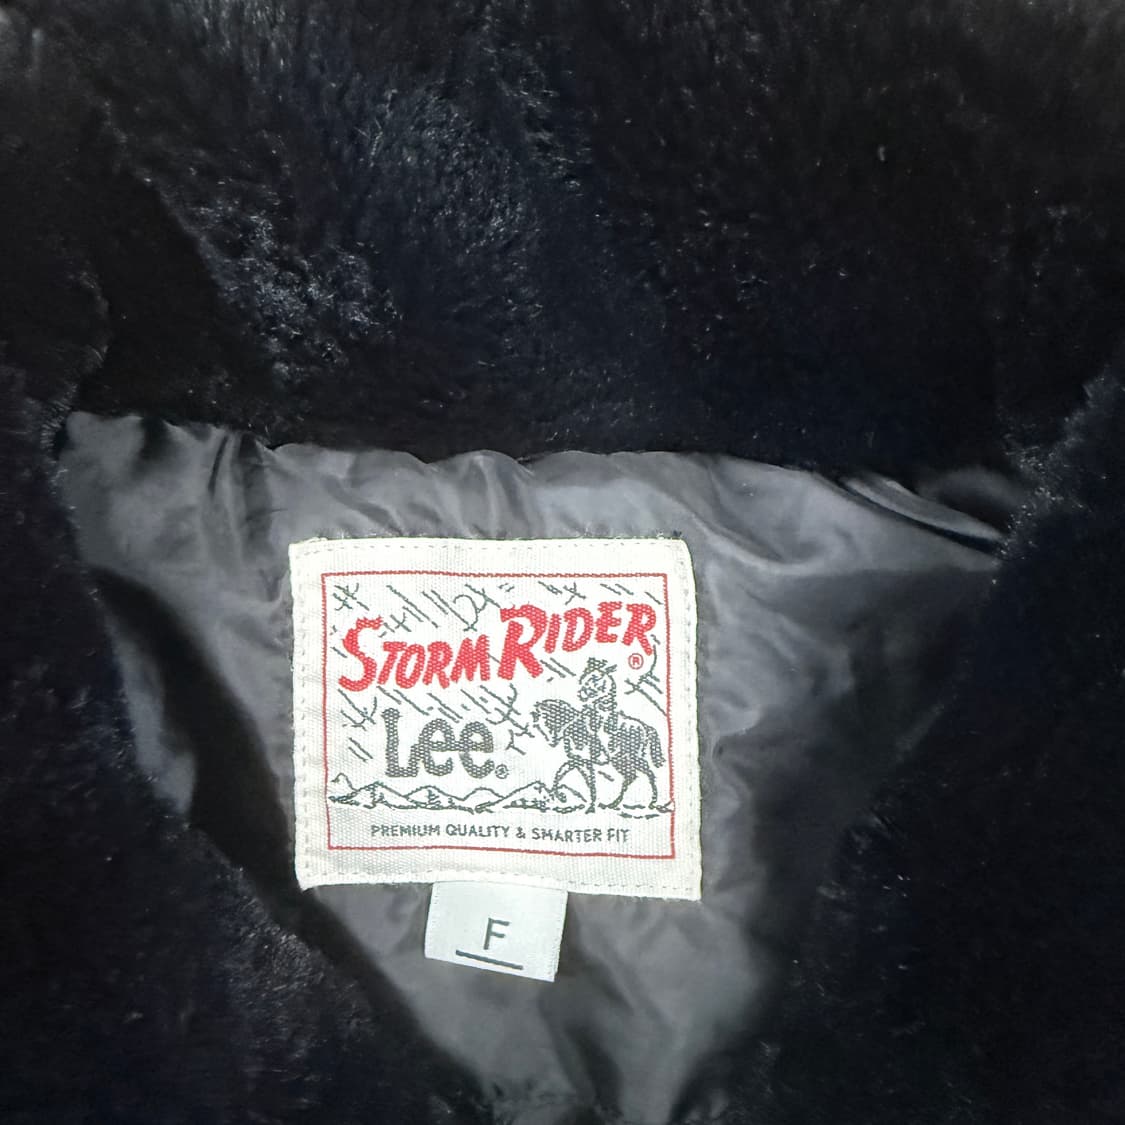 STORM RIDER
®
Lee®
PREMIUM QUALITY & SMARTER FIT
F